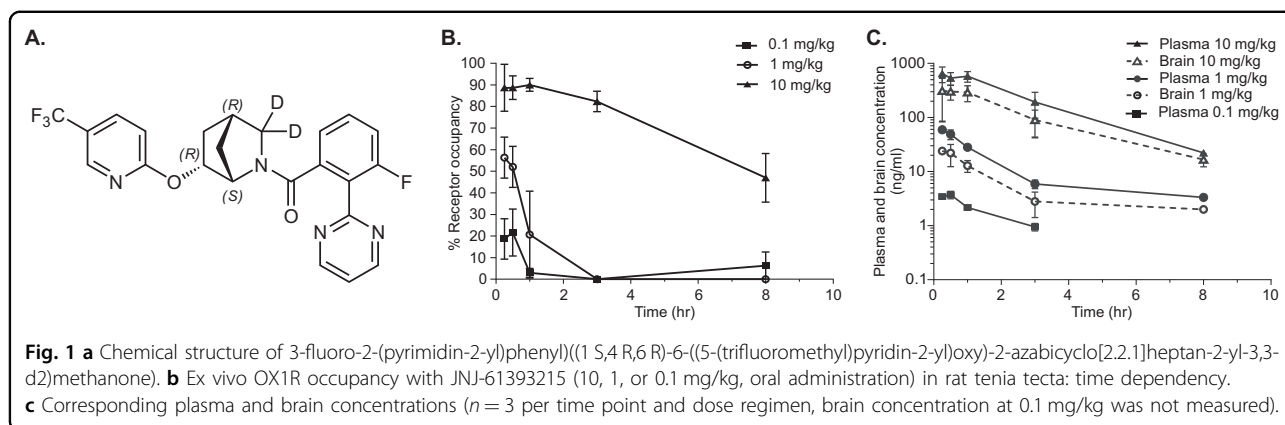 A.
F₃C
N
O
(R)
(R)
(S)
D
D
N
O
F
N
N
B.
0.1 mg/kg
1 mg/kg
10 mg/kg
% Receptor occupancy
100
90
80
70
60
50
40
30
20
10
0
0 2 4 6 8 10
Time (hr)
C.
Plasma 10 mg/kg
Brain 10 mg/kg
Plasma 1 mg/kg
Brain 1 mg/kg
Plasma 0.1 mg/kg
Plasma and brain concentration
(ng/ml)
1000
100
10
1
0.1
0 2 4 6 8 10
Time (hr)
Fig. 1 a Chemical structure of 3-fluoro-2-(pyrimidin-2-yl)phenyl)((1 S,4 R,6 R)-6-((5-(trifluoromethyl)pyridin-2-yl)oxy)-2-azabicyclo[2.2.1]heptan-2-yl-3,3-
d2)methanone). b Ex vivo OX1R occupancy with JNJ-61393215 (10, 1, or 0.1 mg/kg, oral administration) in rat tenia tecta: time dependency.
c Corresponding plasma and brain concentrations (n = 3 per time point and dose regimen, brain concentration at 0.1 mg/kg was not measured).